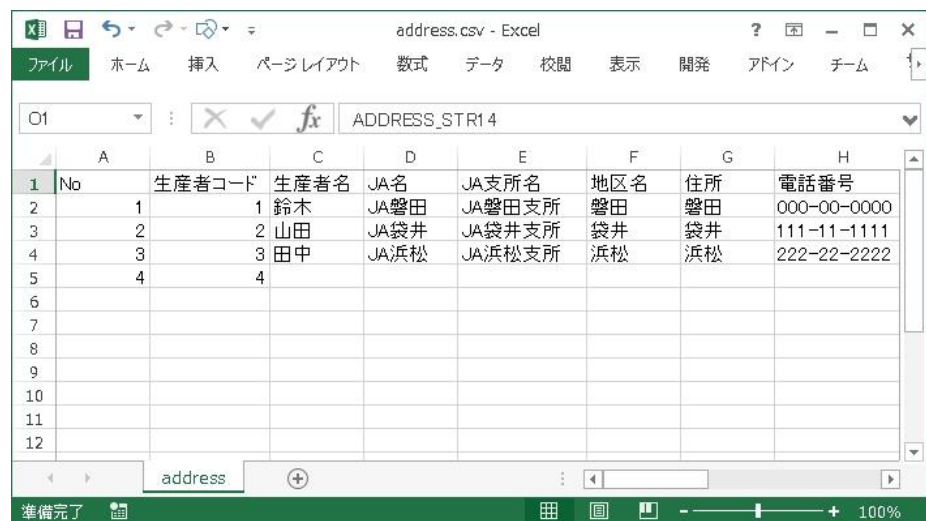 address.csv - Excel
ファイル ホーム 挿入 ページ レイアウト 数式 データ 校閲 表示 開発 アドイン チーム
O1 fx ADDRESS_STR14
A B C D E F G H
1 No 生産者コード 生産者名 JA名 JA支所名 地区名 住所 電話番号
2 1 1 鈴木 JA磐田 JA磐田支所 磐田 磐田 000-00-0000
3 2 2 山田 JA袋井 JA袋井支所 袋井 袋井 111-11-1111
4 3 3 田中 JA浜松 JA浜松支所 浜松 浜松 222-22-2222
5 4 4
6
7
8
9
10
11
12
address
準備完了 100%